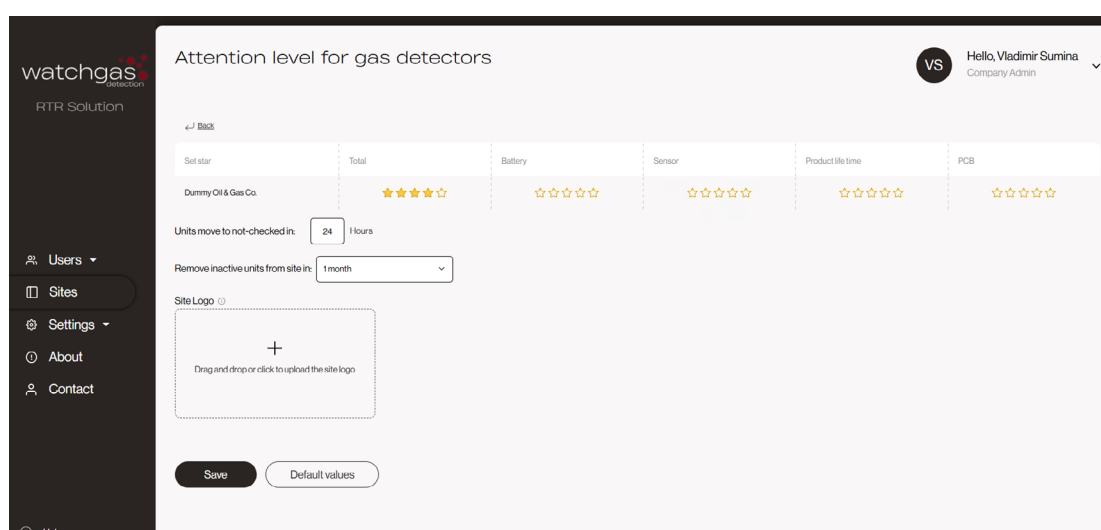 watchgas
detection
RTR Solution
Users
Sites
Settings
About
Contact
Attention level for gas detectors
VS
Hello, Vladimir Sumina
Company Admin
Back
Set star Total Battery Sensor Product life time PCB
Dummy Oil & Gas Co.
Units move to not-checked in: 24 Hours
Remove inactive units from site in: 1 month
Site Logo
Drag and drop or click to upload the site logo
Save Default values